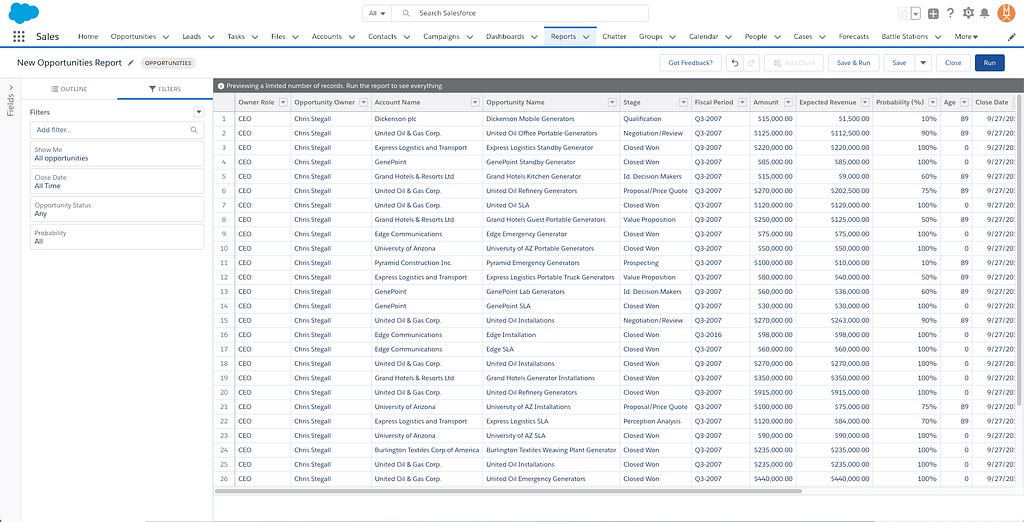 All
Search Salesforce
Sales Home Opportunities Leads Tasks Files Accounts Contacts Campaigns Dashboards Reports Chatter Groups Calendar People Cases Forecasts Battle Stations More
New Opportunities Report OPPORTUNITIES Got Feedback? Add Chart Save & Run Save Close Run
Fields
OUTLINE FILTERS
Filters
Add filter...
Show Me
All opportunities
Close Date
All Time
Opportunity Status
Any
Probability
All
Previewing a limited number of records. Run the report to see everything.
Owner Role Opportunity Owner Account Name Opportunity Name Stage Fiscal Period Amount Expected Revenue Probability (%) Age Close Date
1 CEO Chris Stegall Dickenson plc Dickenson Mobile Generators Qualification Q3-2007 $15,000.00 $1,500.00 10% 89 9/27/20
2 CEO Chris Stegall United Oil & Gas Corp. United Oil Office Portable Generators Negotiation/Review Q3-2007 $125,000.00 $112,500.00 90% 89 9/27/20
3 CEO Chris Stegall Express Logistics and Transport Express Logistics Standby Generator Closed Won Q3-2007 $220,000.00 $220,000.00 100% 0 9/27/20
4 CEO Chris Stegall GenePoint GenePoint Standby Generator Closed Won Q3-2007 $85,000.00 $85,000.00 100% 0 9/27/20
5 CEO Chris Stegall Grand Hotels & Resorts Ltd Grand Hotels Kitchen Generator Id. Decision Makers Q3-2007 $15,000.00 $9,000.00 60% 89 9/27/20
6 CEO Chris Stegall United Oil & Gas Corp. United Oil Refinery Generators Proposal/Price Quote Q3-2007 $270,000.00 $202,500.00 75% 89 9/27/20
7 CEO Chris Stegall United Oil & Gas Corp. United Oil SLA Closed Won Q3-2007 $120,000.00 $120,000.00 100% 0 9/27/20
8 CEO Chris Stegall Grand Hotels & Resorts Ltd Grand Hotels Guest Portable Generators Value Proposition Q3-2007 $250,000.00 $125,000.00 50% 89 9/27/20
9 CEO Chris Stegall Edge Communications Edge Emergency Generator Closed Won Q3-2007 $75,000.00 $75,000.00 100% 0 9/27/20
10 CEO Chris Stegall University of Arizona University of AZ Portable Generators Closed Won Q3-2007 $50,000.00 $50,000.00 100% 0 9/27/20
11 CEO Chris Stegall Pyramid Construction Inc. Pyramid Emergency Generators Prospecting Q3-2007 $100,000.00 $10,000.00 10% 89 9/27/20
12 CEO Chris Stegall Express Logistics and Transport Express Logistics Portable Truck Generators Value Proposition Q3-2007 $80,000.00 $40,000.00 50% 89 9/27/20
13 CEO Chris Stegall GenePoint GenePoint Lab Generators Id. Decision Makers Q3-2007 $60,000.00 $36,000.00 60% 89 9/27/20
14 CEO Chris Stegall GenePoint GenePoint SLA Closed Won Q3-2007 $30,000.00 $30,000.00 100% 0 9/27/20
15 CEO Chris Stegall United Oil & Gas Corp. United Oil Installations Negotiation/Review Q3-2007 $270,000.00 $243,000.00 90% 89 9/27/20
16 CEO Chris Stegall Edge Communications Edge Installation Closed Won Q3-2016 $98,000.00 $98,000.00 100% 0 9/27/20
17 CEO Chris Stegall Edge Communications Edge SLA Closed Won Q3-2007 $60,000.00 $60,000.00 100% 0 9/27/20
18 CEO Chris Stegall United Oil & Gas Corp. United Oil Installations Closed Won Q3-2007 $270,000.00 $270,000.00 100% 0 9/27/20
19 CEO Chris Stegall Grand Hotels & Resorts Ltd Grand Hotels Generator Installations Closed Won Q3-2007 $350,000.00 $350,000.00 100% 0 9/27/20
20 CEO Chris Stegall United Oil & Gas Corp. United Oil Refinery Generators Closed Won Q3-2007 $915,000.00 $915,000.00 100% 0 9/27/20
21 CEO Chris Stegall University of Arizona University of AZ Installations Proposal/Price Quote Q3-2007 $100,000.00 $75,000.00 75% 89 9/27/20
22 CEO Chris Stegall Express Logistics and Transport Express Logistics SLA Perception Analysis Q3-2007 $120,000.00 $84,000.00 70% 89 9/27/20
23 CEO Chris Stegall University of Arizona University of AZ SLA Closed Won Q3-2007 $90,000.00 $90,000.00 100% 0 9/27/20
24 CEO Chris Stegall Burlington Textiles Corp of America Burlington Textiles Weaving Plant Generator Closed Won Q3-2007 $235,000.00 $235,000.00 100% 0 9/27/20
25 CEO Chris Stegall United Oil & Gas Corp. United Oil Installations Closed Won Q3-2007 $235,000.00 $235,000.00 100% 0 9/27/20
26 CEO Chris Stegall United Oil & Gas Corp. United Oil Emergency Generators Closed Won Q3-2007 $440,000.00 $440,000.00 100% 0 9/27/20